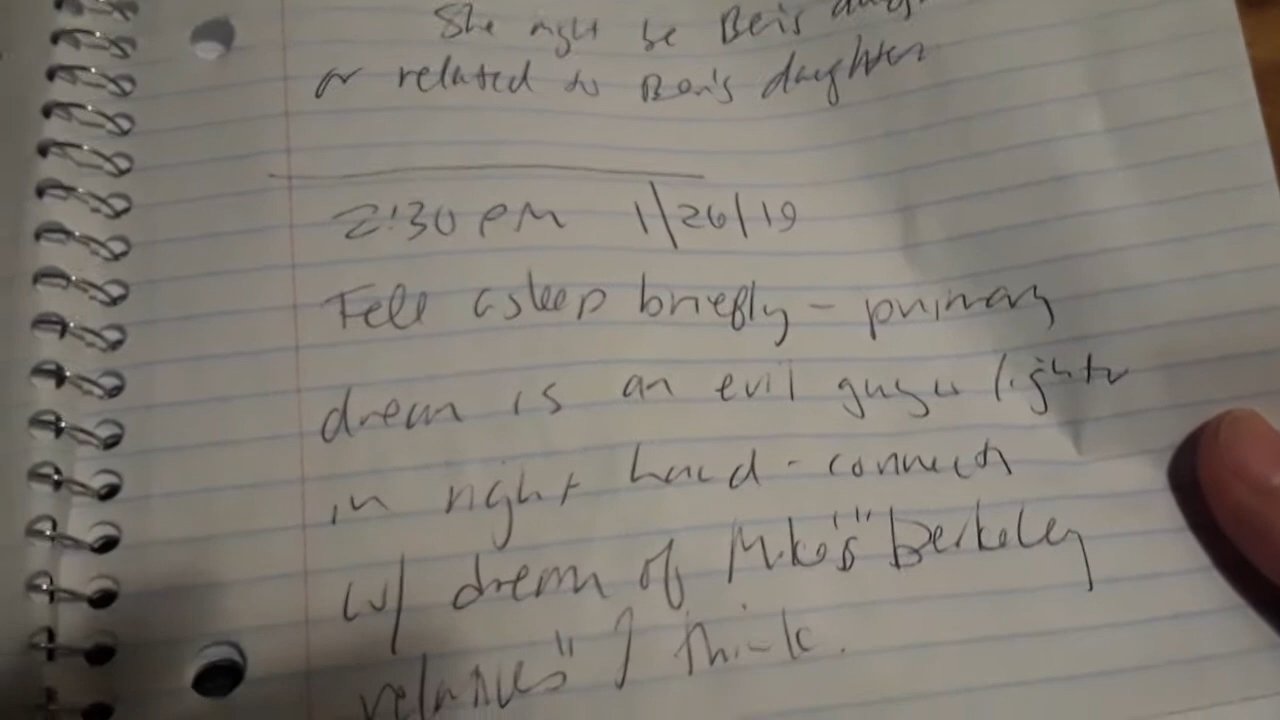 She might be Ben's
or related to Ben's daughter
2:30 PM 1/26/19
Fell asleep briefly - primary
dream is an evil guy w lighter
in right hand - connects
w/ dream of Mike's "Berkeley
relatives" I think.